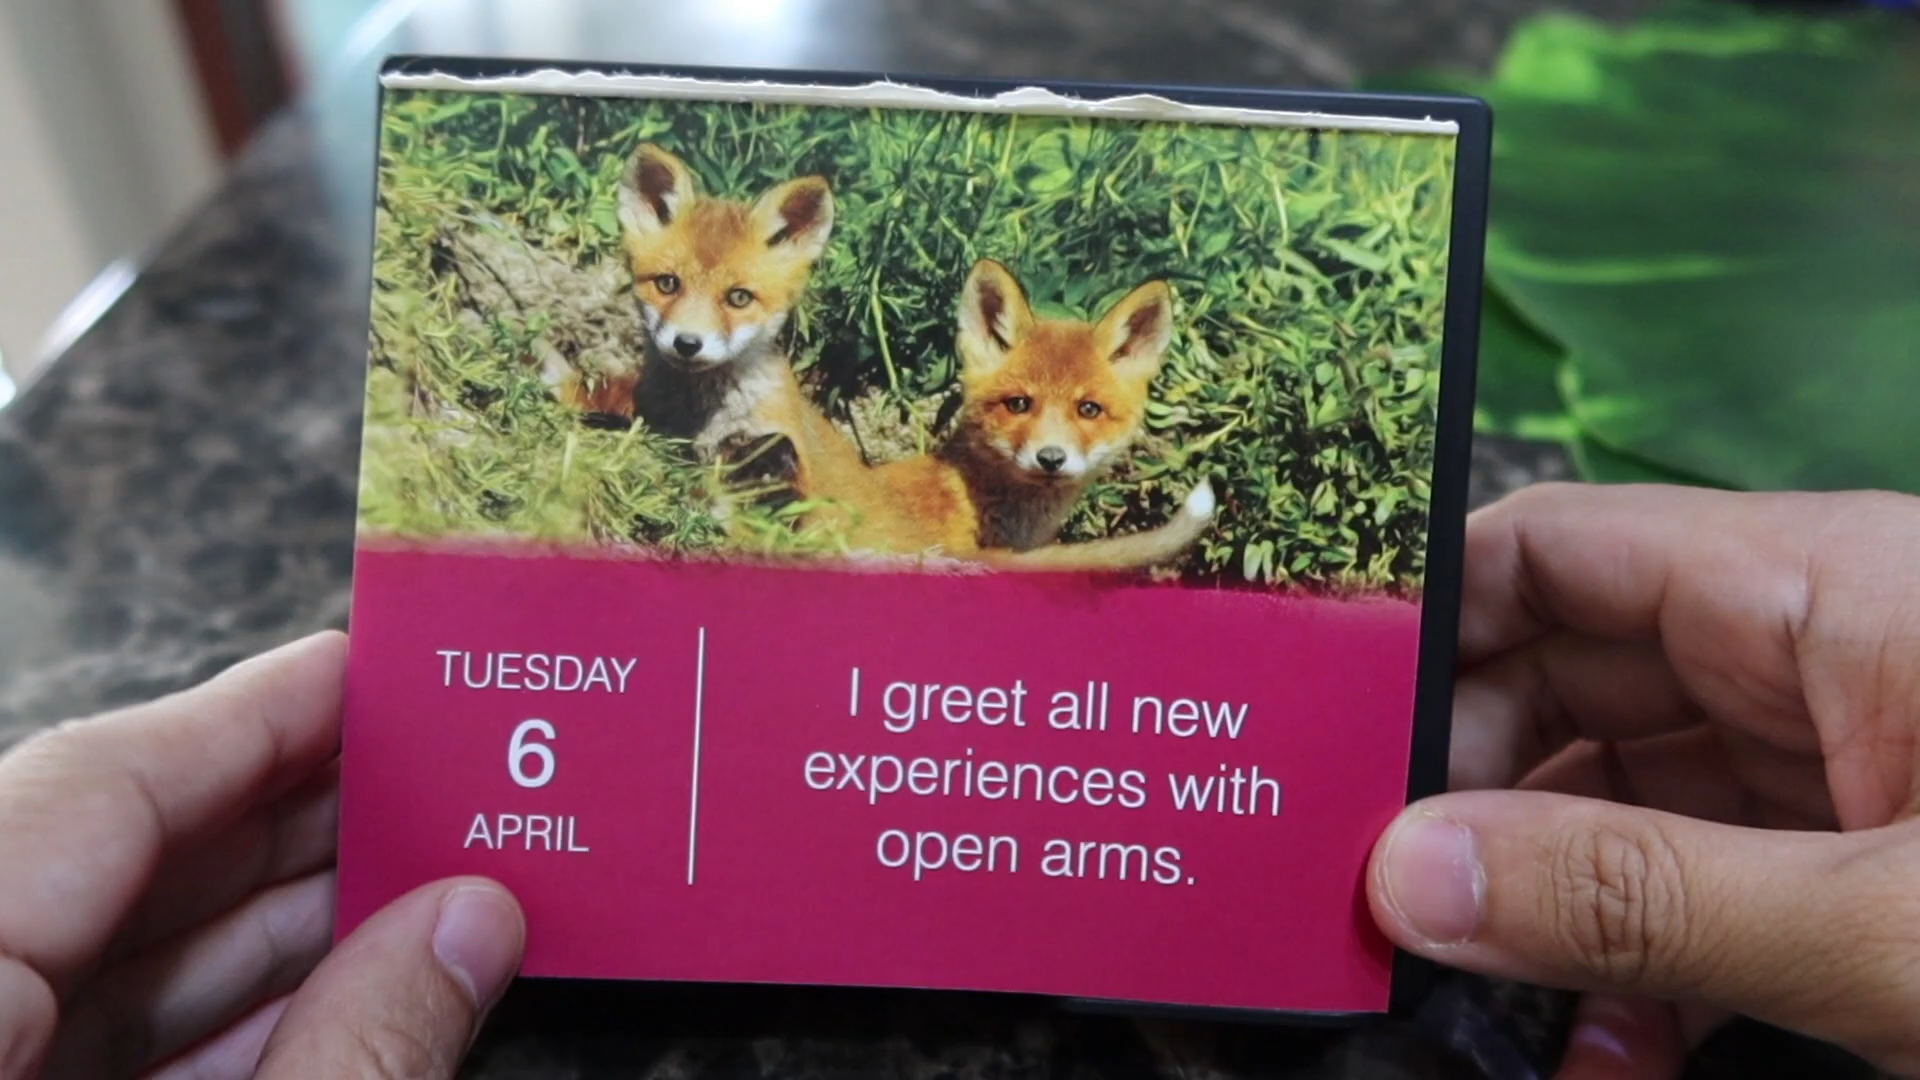 TUESDAY
6
APRIL
I greet all new
experiences with
open arms.